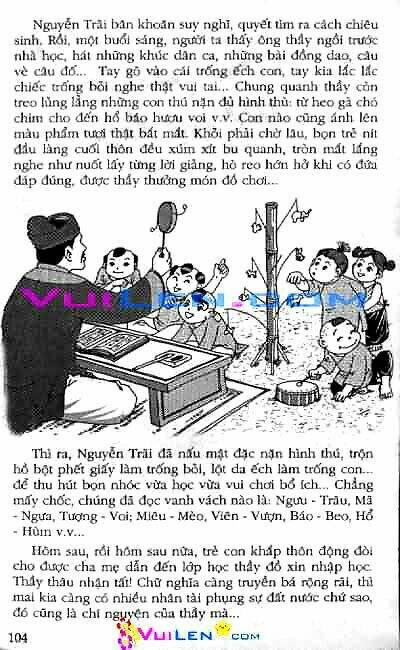 Nguyễn Trãi băn khoăn suy nghĩ, quyết tìm ra cách chiêu
sinh. Rồi, một buổi sáng, người ta thấy ông thầy ngồi trước
nhà học, hát những khúc dân ca, những bài đồng dao, câu
vè câu đố... Tay gõ vào cái trống ếch con, tay kia lắc lắc
chiếc trống bỏi nghe thật vui tai... Chung quanh thầy còn
treo lủng lẳng những con thú nặn đủ hình thù: từ heo gà chó
chim cho đến hổ báo hươu voi v.v. Con nào cũng ánh lên
màu phẩm tươi thật bắt mắt. Khỏi phải chờ lâu, bọn trẻ nít
đầu làng cuối thôn đều xúm xít bu quanh, tròn mắt lắng
nghe như nuốt lấy từng lời giảng, hò reo hớn hở khi có đứa
đáp đúng, được thầy thưởng món đồ chơi...
VUILEN.COM
Thì ra, Nguyễn Trãi đã nấu mật đặc nặn hình thú, trộn
hồ bột phết giấy làm trống bỏi, lột da ếch làm trống con...
để thu hút bọn nhóc vừa học vừa vui chơi bổ ích... Chẳng
mấy chốc, chúng đã đọc vanh vách nào là: Ngưu - Trâu, Mã
- Ngựa, Tượng - Voi; Miêu - Mèo, Viên - Vượn, Báo - Beo, Hổ
- Hùm v.v...
Hôm sau, rồi hôm sau nữa, trẻ con khắp thôn động đòi
cho được cha mẹ dẫn đến lớp học thầy đồ xin nhập học.
Thầy thâu nhận tất! Chữ nghĩa càng truyền bá rộng rãi, thì
mai kia càng có nhiều nhân tài phụng sự đất nước chứ sao,
đó cũng là chí nguyện của thầy mà...
104
VUILEN.com